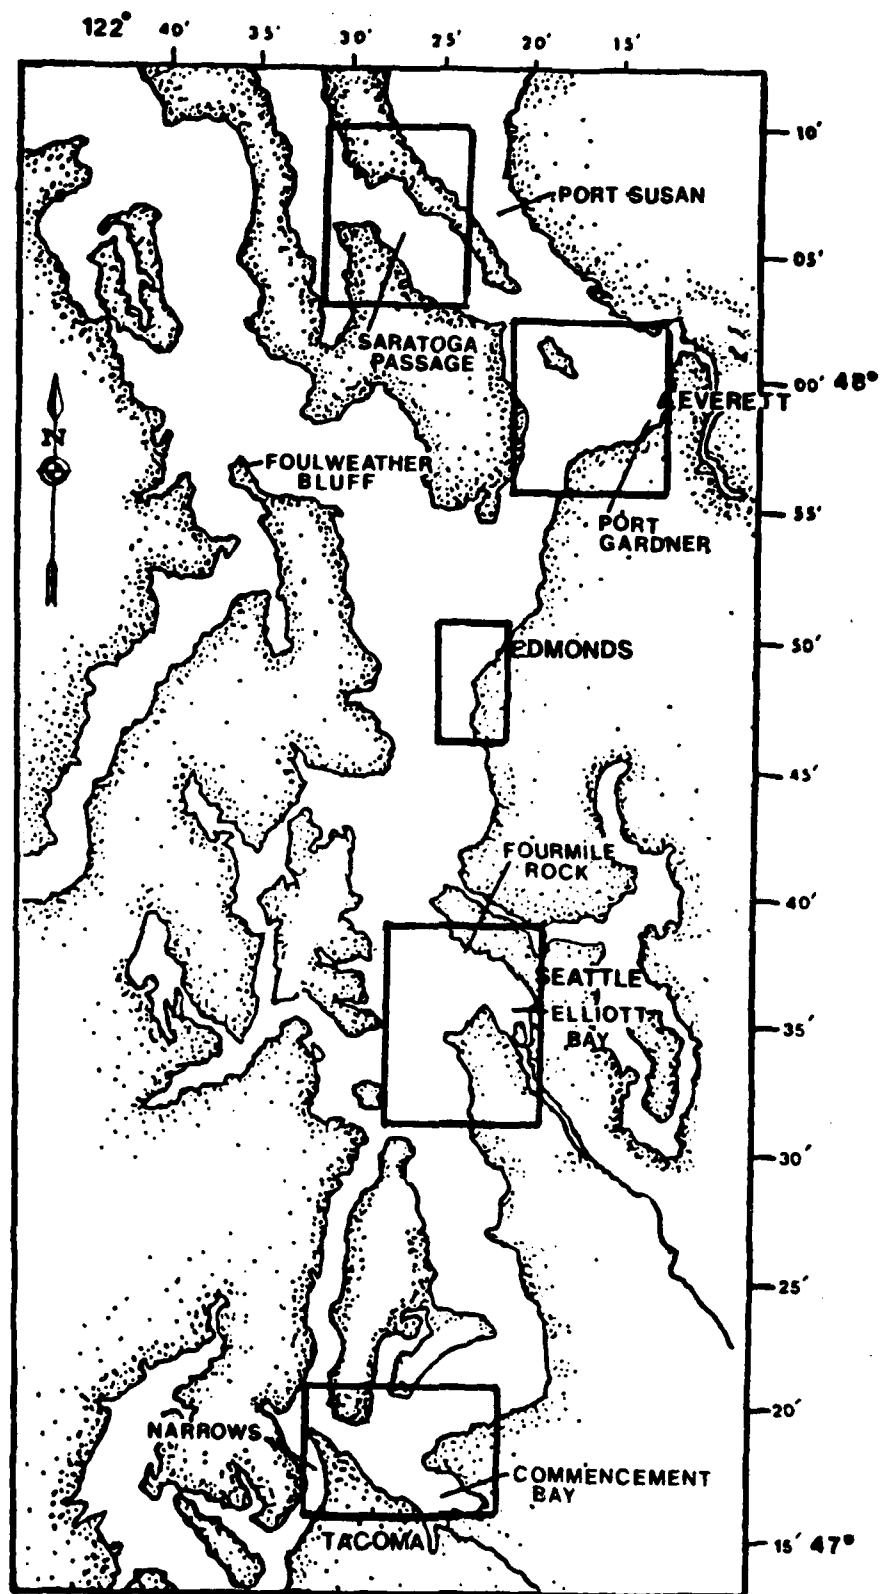 122° 40′ 35′ 30′ 25′ 20′ 15′
10′
PORT SUSAN
05′
SARATOGA
PASSAGE
00′ 48°
EVERETT
N
FOULWEATHER
BLUFF
55′
PORT
GARDNER
50′
EDMONDS
45′
FOURMILE
ROCK
40′
SEATTLE
ELLIOTT
BAY
35′
30′
25′
20′
NARROWS
COMMENCEMENT
BAY
TACOMA
15′ 47°